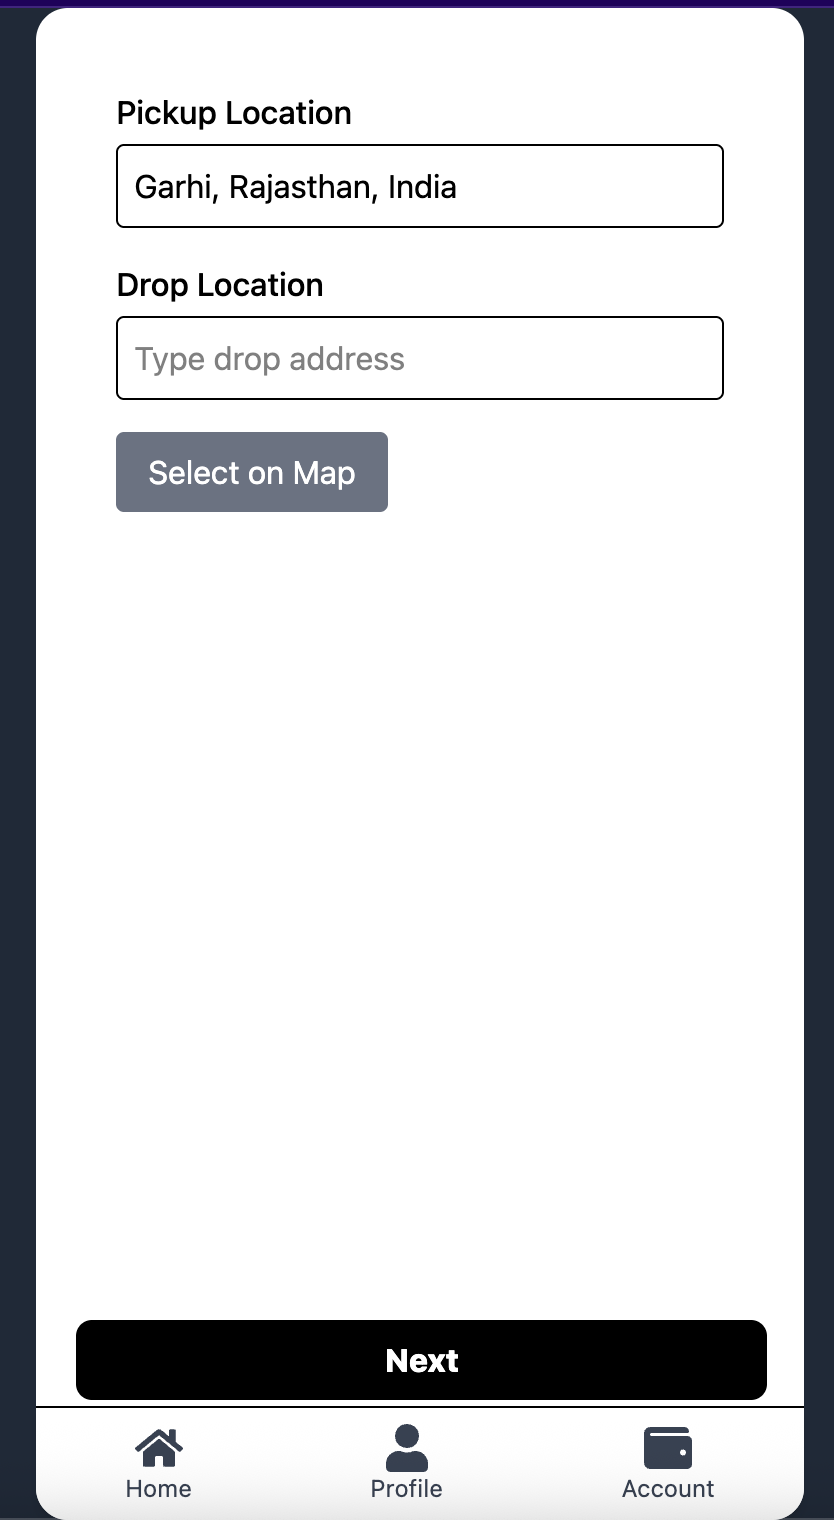 Pickup Location
Garhi, Rajasthan, India
Drop Location
Type drop address
Select on Map
Next
Home Profile Account